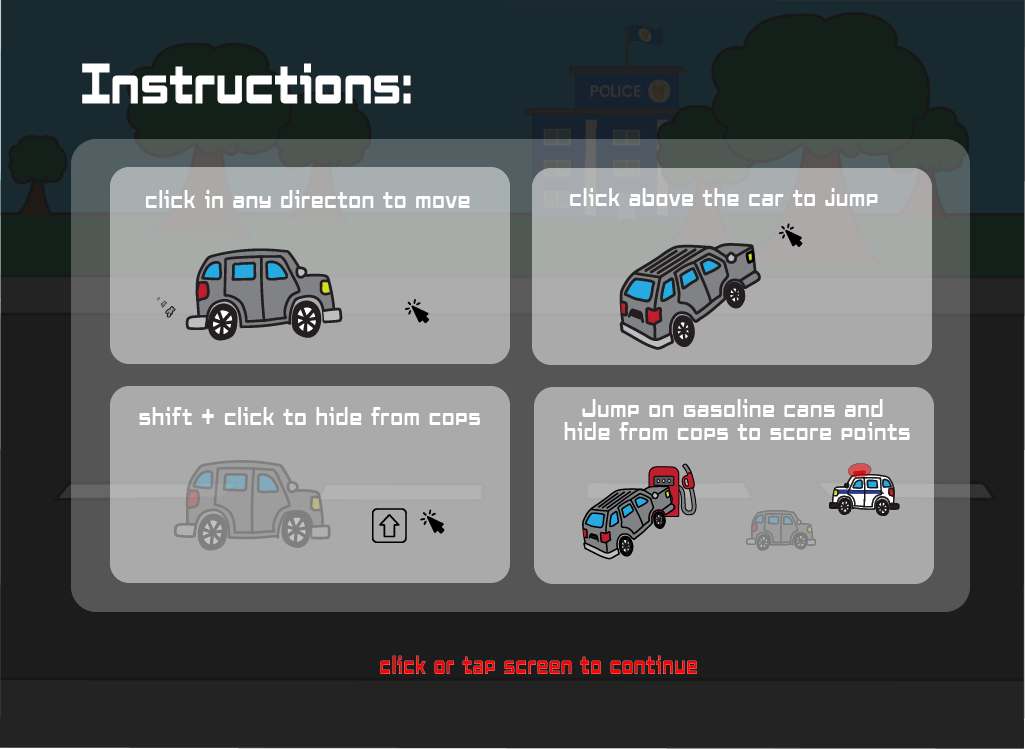 Instructions:
POLICE
click in any directon to move
click above the car to jump
shift + click to hide from cops
Jump on gasoline cans and
hide from cops to score points
click or tap screen to continue